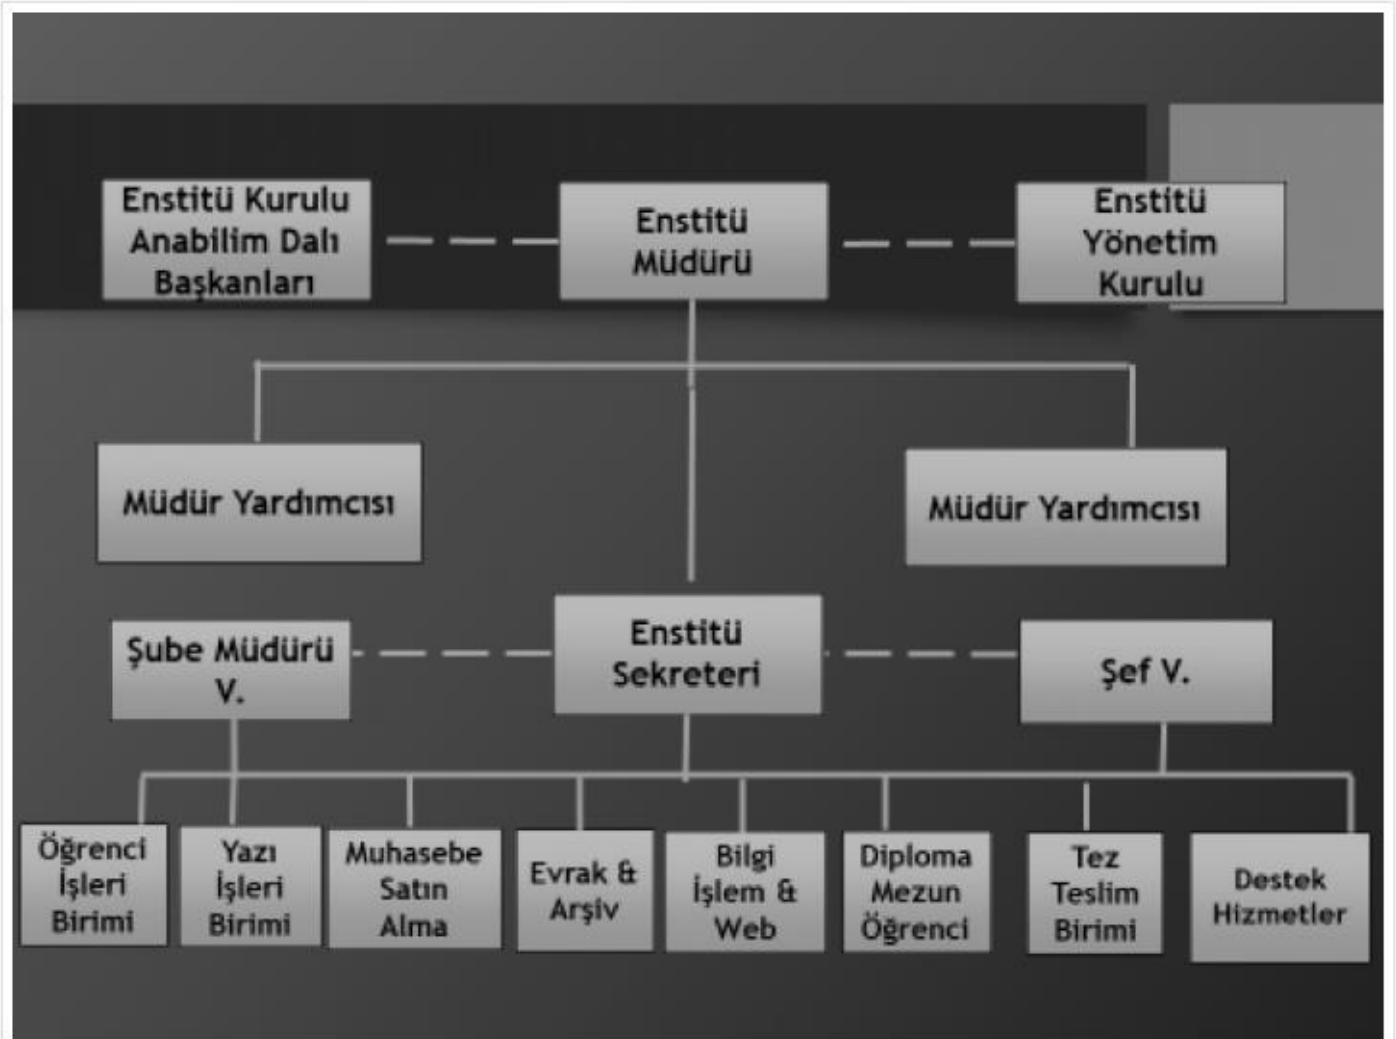 Enstitü Kurulu
Anabilim Dalı
Başkanları
Enstitü
Müdürü
Enstitü
Yönetim
Kurulu
Müdür Yardımcısı
Müdür Yardımcısı
Şube Müdürü
V.
Enstitü
Sekreteri
Şef V.
Öğrenci
İşleri
Birimi
Yazı
İşleri
Birimi
Muhasebe
Satın
Alma
Evrak &
Arşiv
Bilgi
İşlem &
Web
Diploma
Mezun
Öğrenci
Tez
Teslim
Birimi
Destek
Hizmetler